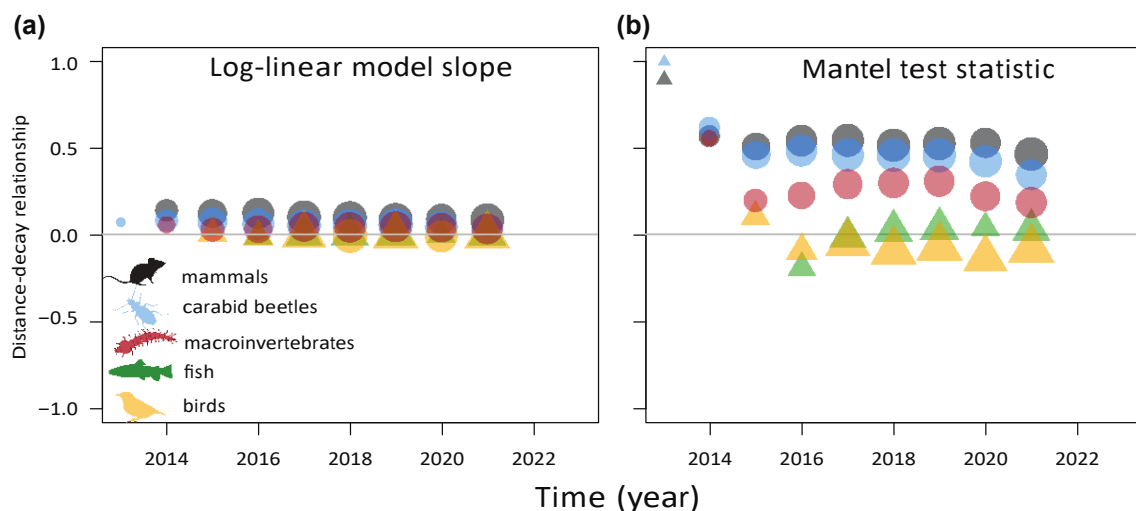 (a)
(b)
Log-linear model slope
Mantel test statistic
Distance-decay relationship
1.0
0.5
0.0
−0.5
−1.0
mammals
carabid beetles
macroinvertebrates
fish
birds
2014 2016 2018 2020 2022
2014 2016 2018 2020 2022
Time (year)